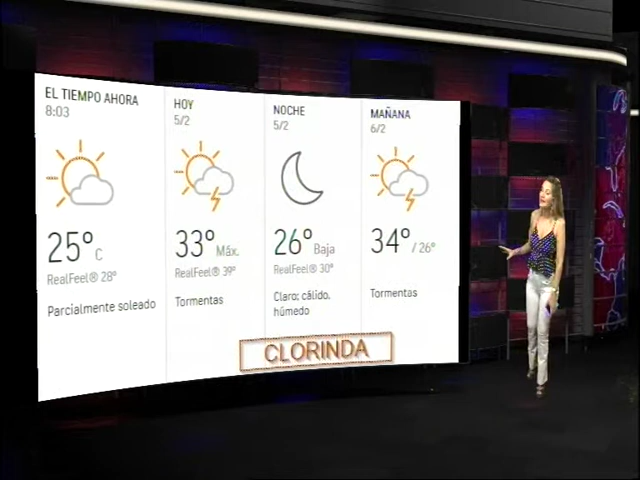 EL TIEMPO AHORA
8:03
25° C
RealFeel® 28°
Parcialmente soleado
HOY
5/2
33° Máx.
RealFeel® 39°
Tormentas
NOCHE
5/2
26° Baja
RealFeel® 30°
Claro; cálido,
húmedo
MAÑANA
6/2
34° / 26°
Tormentas
CLORINDA